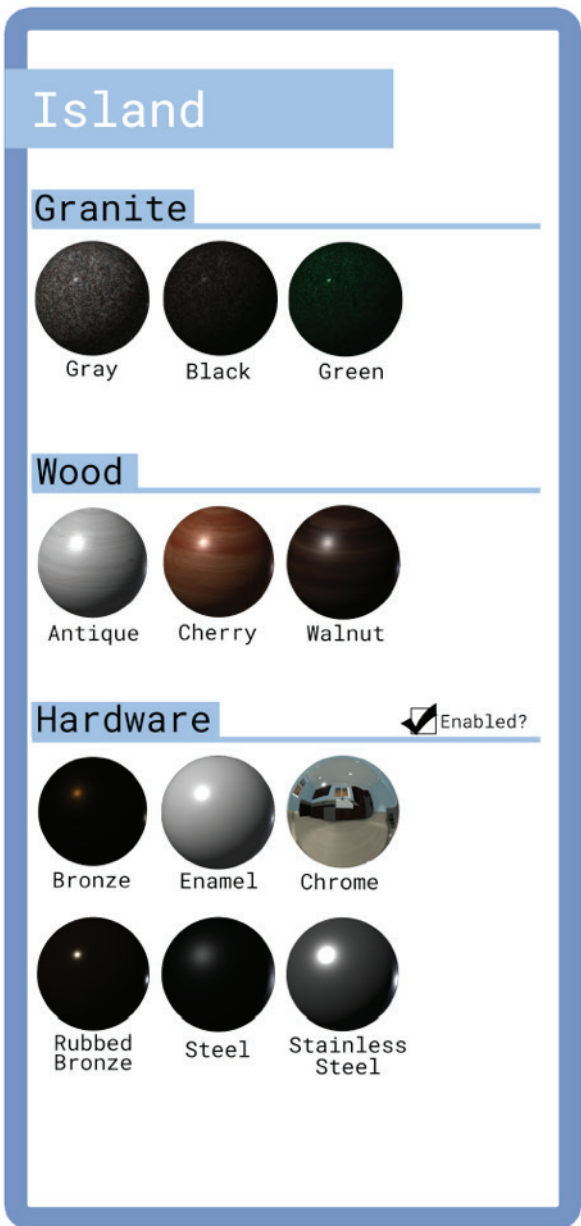 Island
Granite
Gray Black Green
Wood
Antique Cherry Walnut
Hardware Enabled?
Bronze Enamel Chrome
Rubbed Bronze Steel Stainless Steel